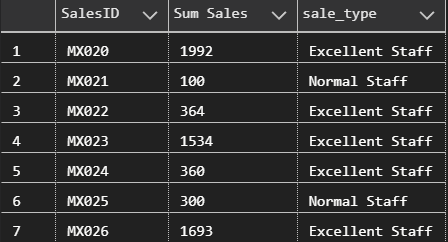 SalesID Sum Sales sale_type
1 MX020 1992 Excellent Staff
2 MX021 100 Normal Staff
3 MX022 364 Excellent Staff
4 MX023 1534 Excellent Staff
5 MX024 360 Excellent Staff
6 MX025 300 Normal Staff
7 MX026 1693 Excellent Staff